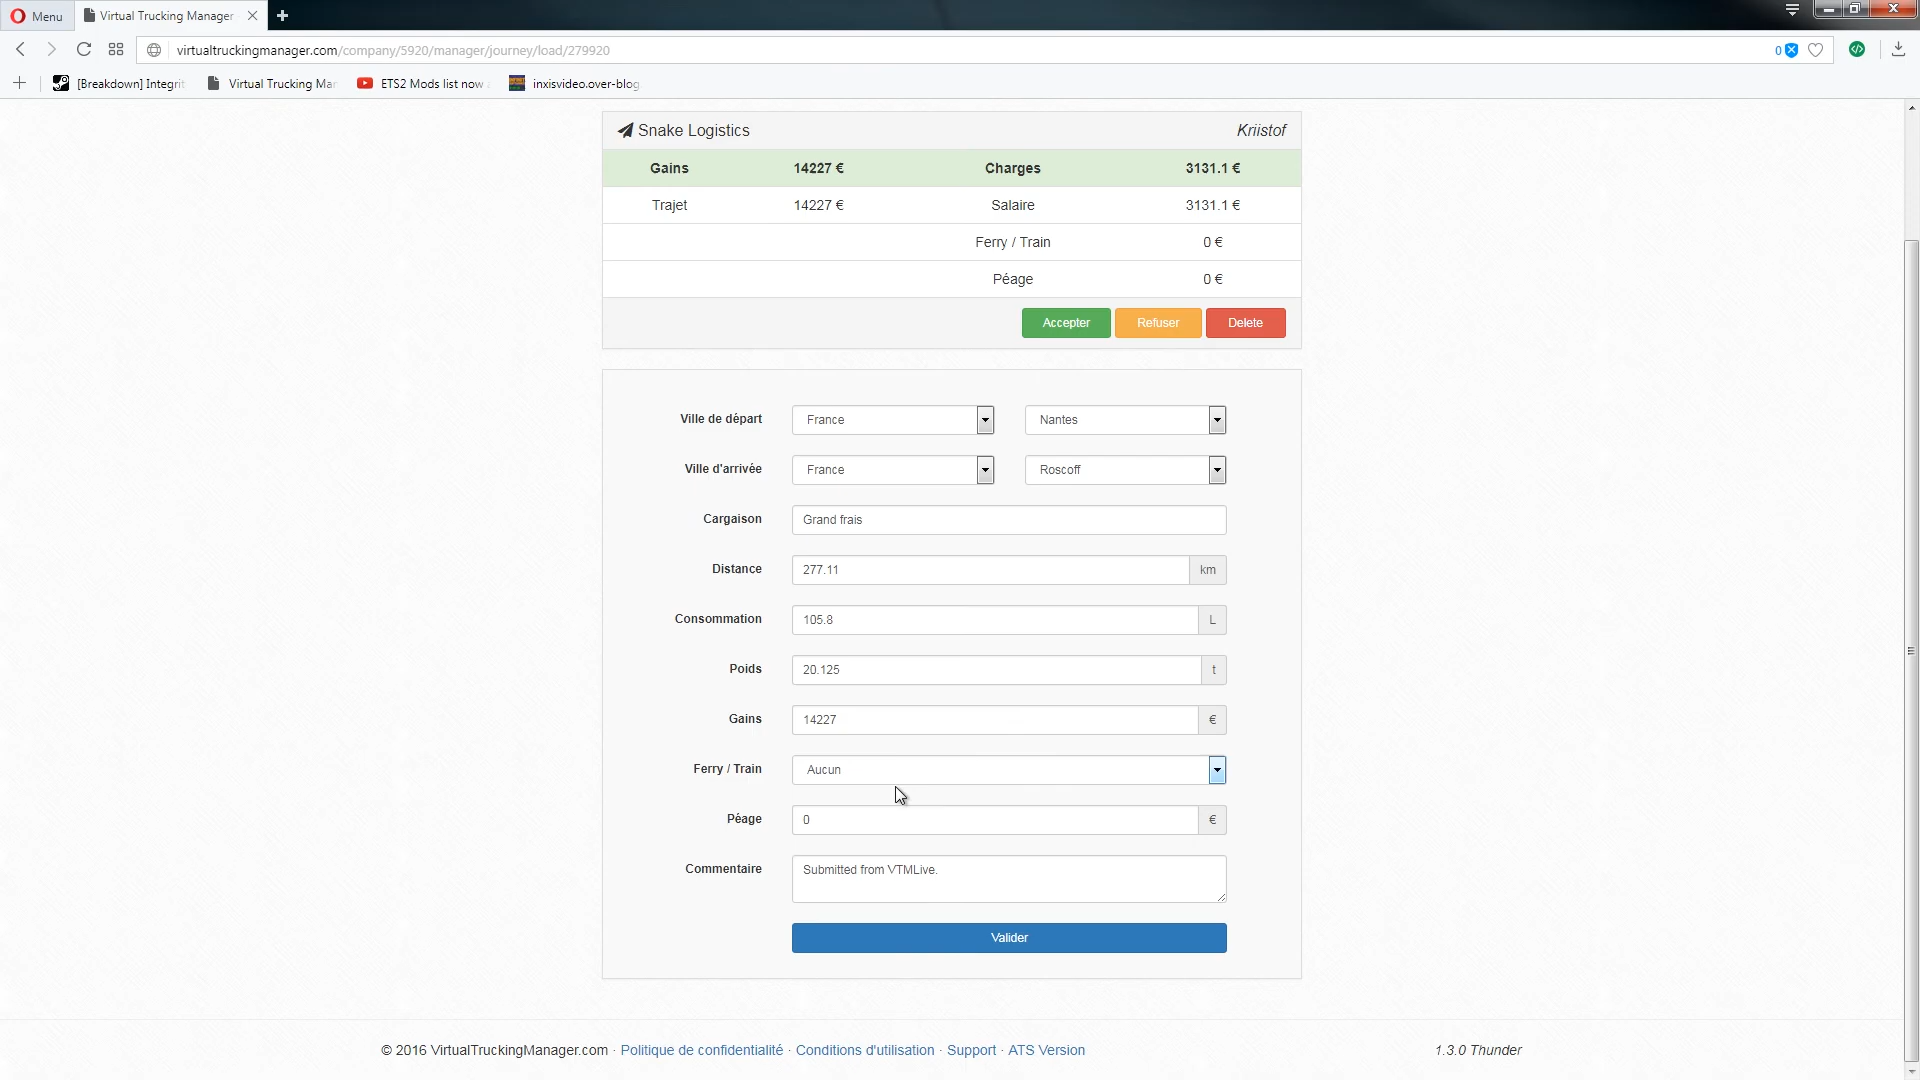 Menu
Virtual Trucking Manager
virtualtruckingmanager.com/company/5920/manager/journey/load/279920
0
[Breakdown] Integrit
Virtual Trucking Mar
ETS2 Mods list now
inxisvideo.over-blog
Snake Logistics Kriistof
Gains 14227 € Charges 3131.1 €
Trajet 14227 € Salaire 3131.1 €
Ferry / Train 0 €
Péage 0 €
Accepter Refuser Delete
Ville de départ France Nantes
Ville d'arrivée France Roscoff
Cargaison Grand frais
Distance 277.11 km
Consommation 105.8 L
Poids 20.125 t
Gains 14227 €
Ferry / Train Aucun
Péage 0 €
Commentaire Submitted from VTMLive.
Valider
© 2016 VirtualTruckingManager.com · Politique de confidentialité · Conditions d'utilisation · Support · ATS Version 1.3.0 Thunder